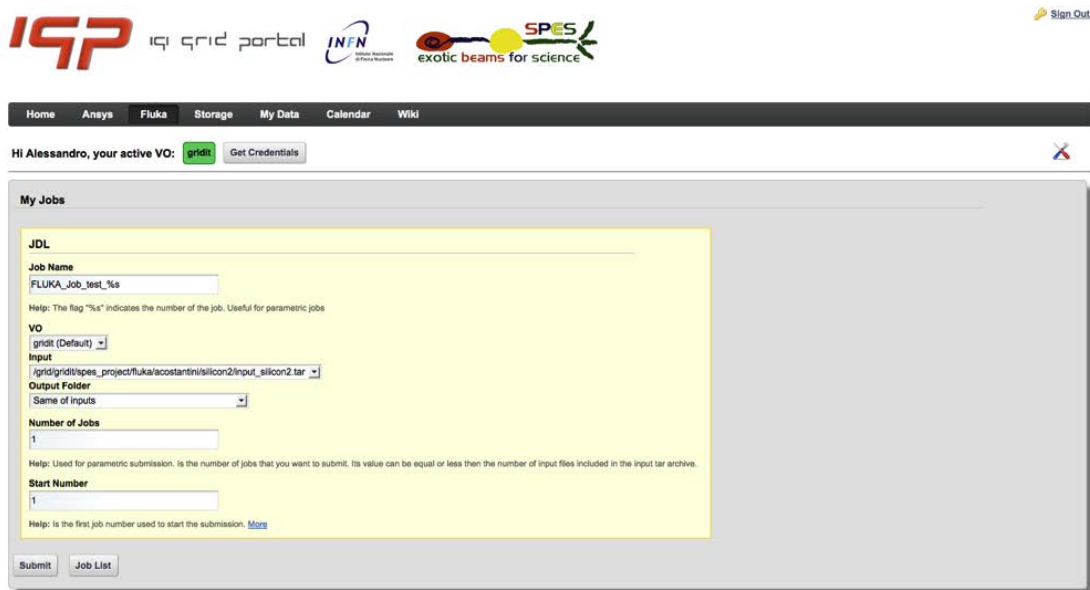 Sign Out
IGP igi grid portal INFN Istituto Nazionale di Fisica Nucleare SPES
exotic beams for science
Home Ansys Fluka Storage My Data Calendar Wiki
Hi Alessandro, your active VO: gridit Get Credentials
My Jobs
JDL
Job Name
FLUKA_Job_test_%s
Help: The flag "%s" indicates the number of the job. Useful for parametric jobs
VO
gridit (Default)
Input
/grid/gridit/spes_project/fluka/acostantini/silicon2/input_silicon2.tar
Output Folder
Same of inputs
Number of Jobs
1
Help: Used for parametric submission. Is the number of jobs that you want to submit. Its value can be equal or less then the number of input files included in the input tar archive.
Start Number
1
Help: Is the first job number used to start the submission. More
Submit Job List